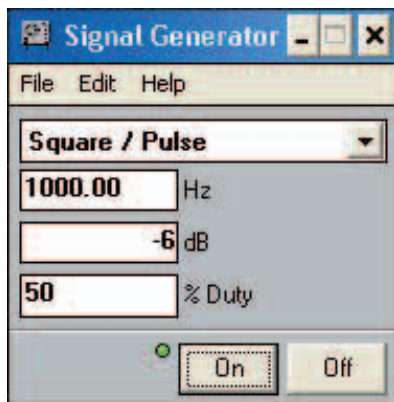 Signal Generator
File Edit Help
Square / Pulse
1000.00 Hz
-6 dB
50 % Duty
On Off